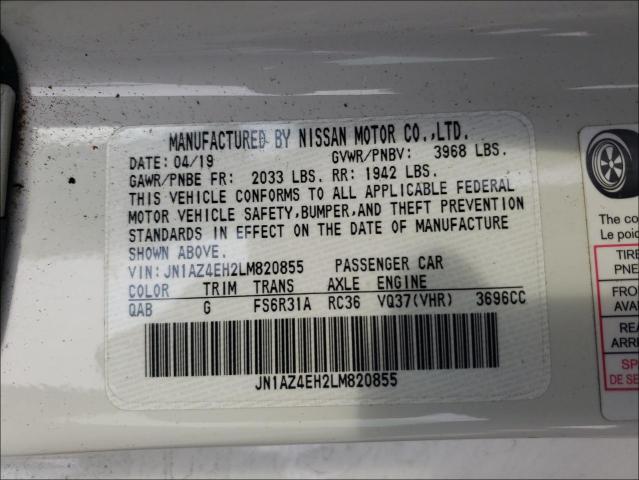 MANUFACTURED BY NISSAN MOTOR CO.,LTD.
DATE: 04/19 GVWR/PNBV: 3968 LBS.
GAWR/PNBE FR: 2033 LBS. RR: 1942 LBS.
THIS VEHICLE CONFORMS TO ALL APPLICABLE FEDERAL
MOTOR VEHICLE SAFETY,BUMPER,AND THEFT PREVENTION
STANDARDS IN EFFECT ON THE DATE OF MANUFACTURE
SHOWN ABOVE.
VIN: JN1AZ4EH2LM820855 PASSENGER CAR
COLOR TRIM TRANS AXLE ENGINE
QAB G FS6R31A RC36 VQ37(VHR) 3696CC
JN1AZ4EH2LM820855
The co
Le poid
TIRE
PNE
FRO
AVA
REA
ARR
SP
DE SE